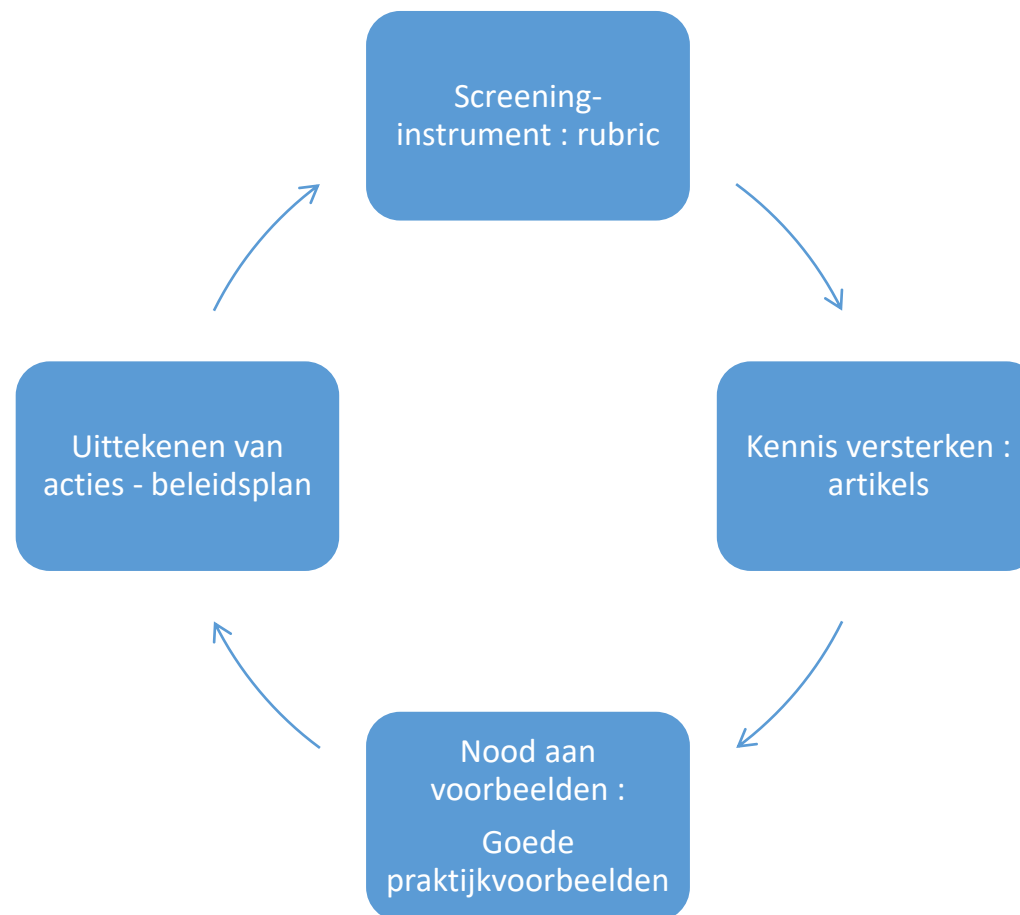 Screening-
instrument : rubric
Kennis versterken :
artikels
Nood aan
voorbeelden :
Goede
praktijkvoorbeelden
Uittekenen van
acties - beleidsplan